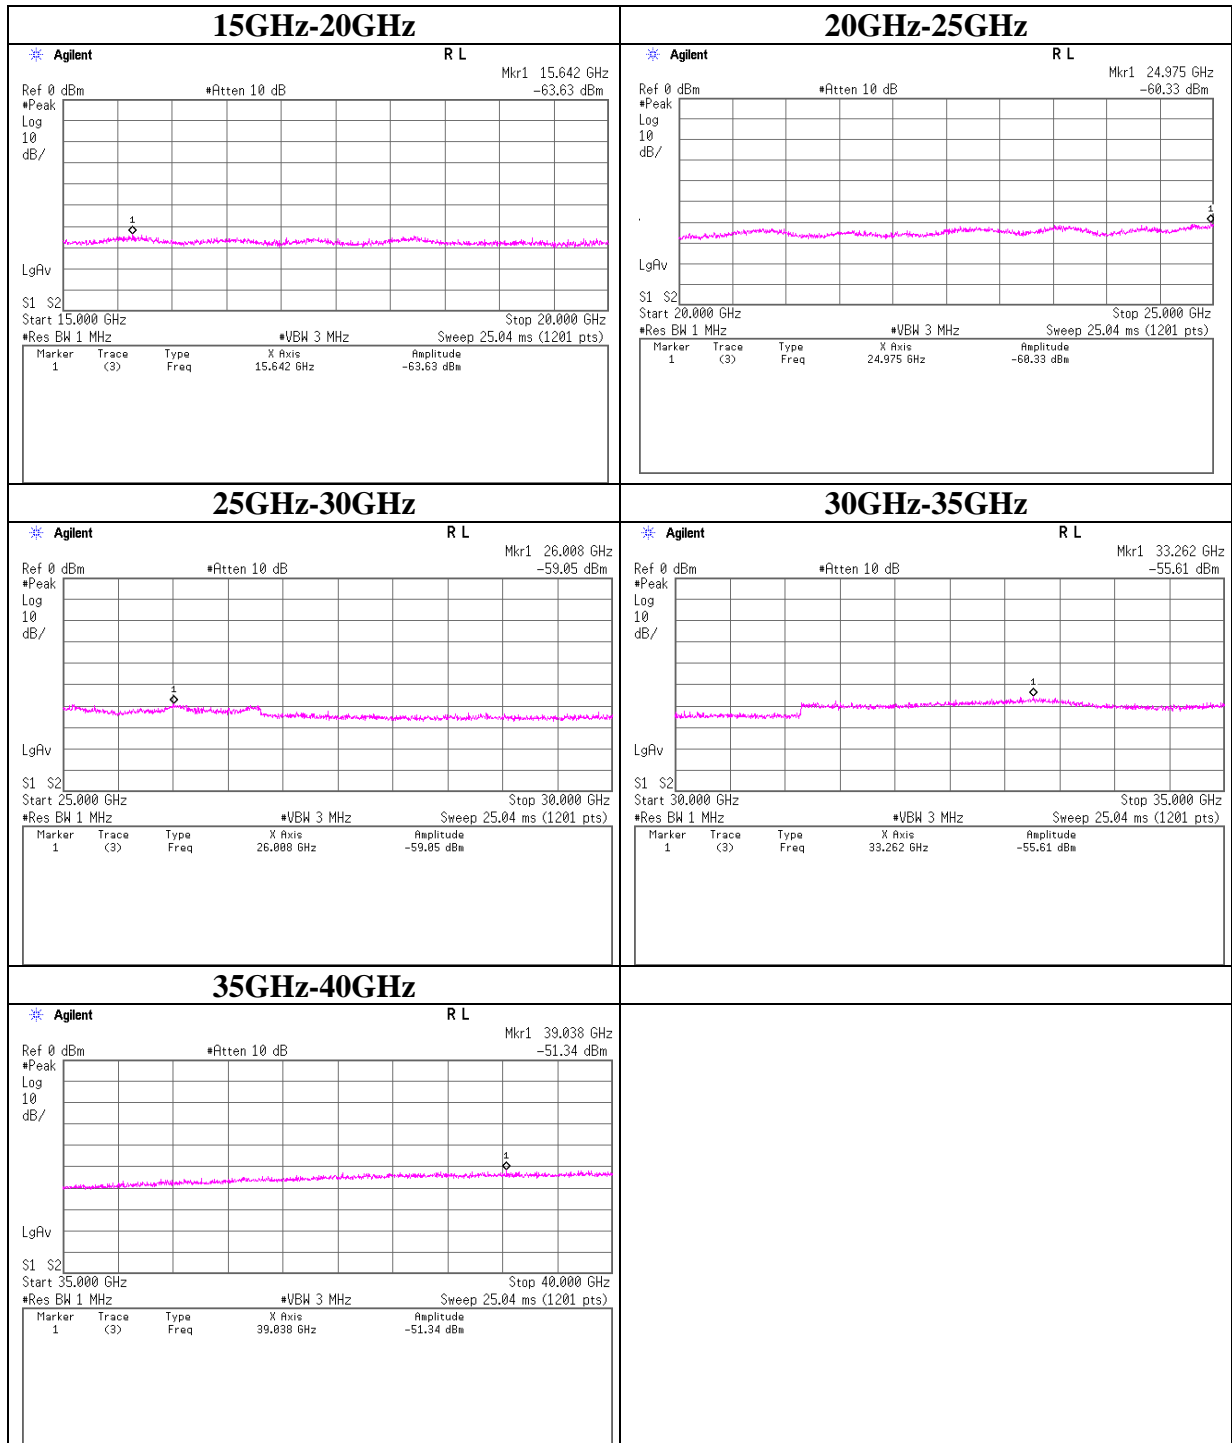 15GHz-20GHz
Agilent R L
Mkr1 15.642 GHz
Ref 0 dBm #Atten 10 dB -63.63 dBm
#Peak
Log
10
dB/
1
LgAv
S1 S2
Start 15.000 GHz Stop 20.000 GHz
#Res BW 1 MHz #VBW 3 MHz Sweep 25.04 ms (1201 pts)
Marker Trace Type X Axis Amplitude
1 (3) Freq 15.642 GHz -63.63 dBm
20GHz-25GHz
Agilent R L
Mkr1 24.975 GHz
Ref 0 dBm #Atten 10 dB -60.33 dBm
#Peak
Log
10
dB/
1
LgAv
S1 S2
Start 20.000 GHz Stop 25.000 GHz
#Res BW 1 MHz #VBW 3 MHz Sweep 25.04 ms (1201 pts)
Marker Trace Type X Axis Amplitude
1 (3) Freq 24.975 GHz -60.33 dBm
25GHz-30GHz
Agilent R L
Mkr1 26.008 GHz
Ref 0 dBm #Atten 10 dB -59.05 dBm
#Peak
Log
10
dB/
1
LgAv
S1 S2
Start 25.000 GHz Stop 30.000 GHz
#Res BW 1 MHz #VBW 3 MHz Sweep 25.04 ms (1201 pts)
Marker Trace Type X Axis Amplitude
1 (3) Freq 26.008 GHz -59.05 dBm
30GHz-35GHz
Agilent R L
Mkr1 33.262 GHz
Ref 0 dBm #Atten 10 dB -55.61 dBm
#Peak
Log
10
dB/
1
LgAv
S1 S2
Start 30.000 GHz Stop 35.000 GHz
#Res BW 1 MHz #VBW 3 MHz Sweep 25.04 ms (1201 pts)
Marker Trace Type X Axis Amplitude
1 (3) Freq 33.262 GHz -55.61 dBm
35GHz-40GHz
Agilent R L
Mkr1 39.038 GHz
Ref 0 dBm #Atten 10 dB -51.34 dBm
#Peak
Log
10
dB/
1
LgAv
S1 S2
Start 35.000 GHz Stop 40.000 GHz
#Res BW 1 MHz #VBW 3 MHz Sweep 25.04 ms (1201 pts)
Marker Trace Type X Axis Amplitude
1 (3) Freq 39.038 GHz -51.34 dBm